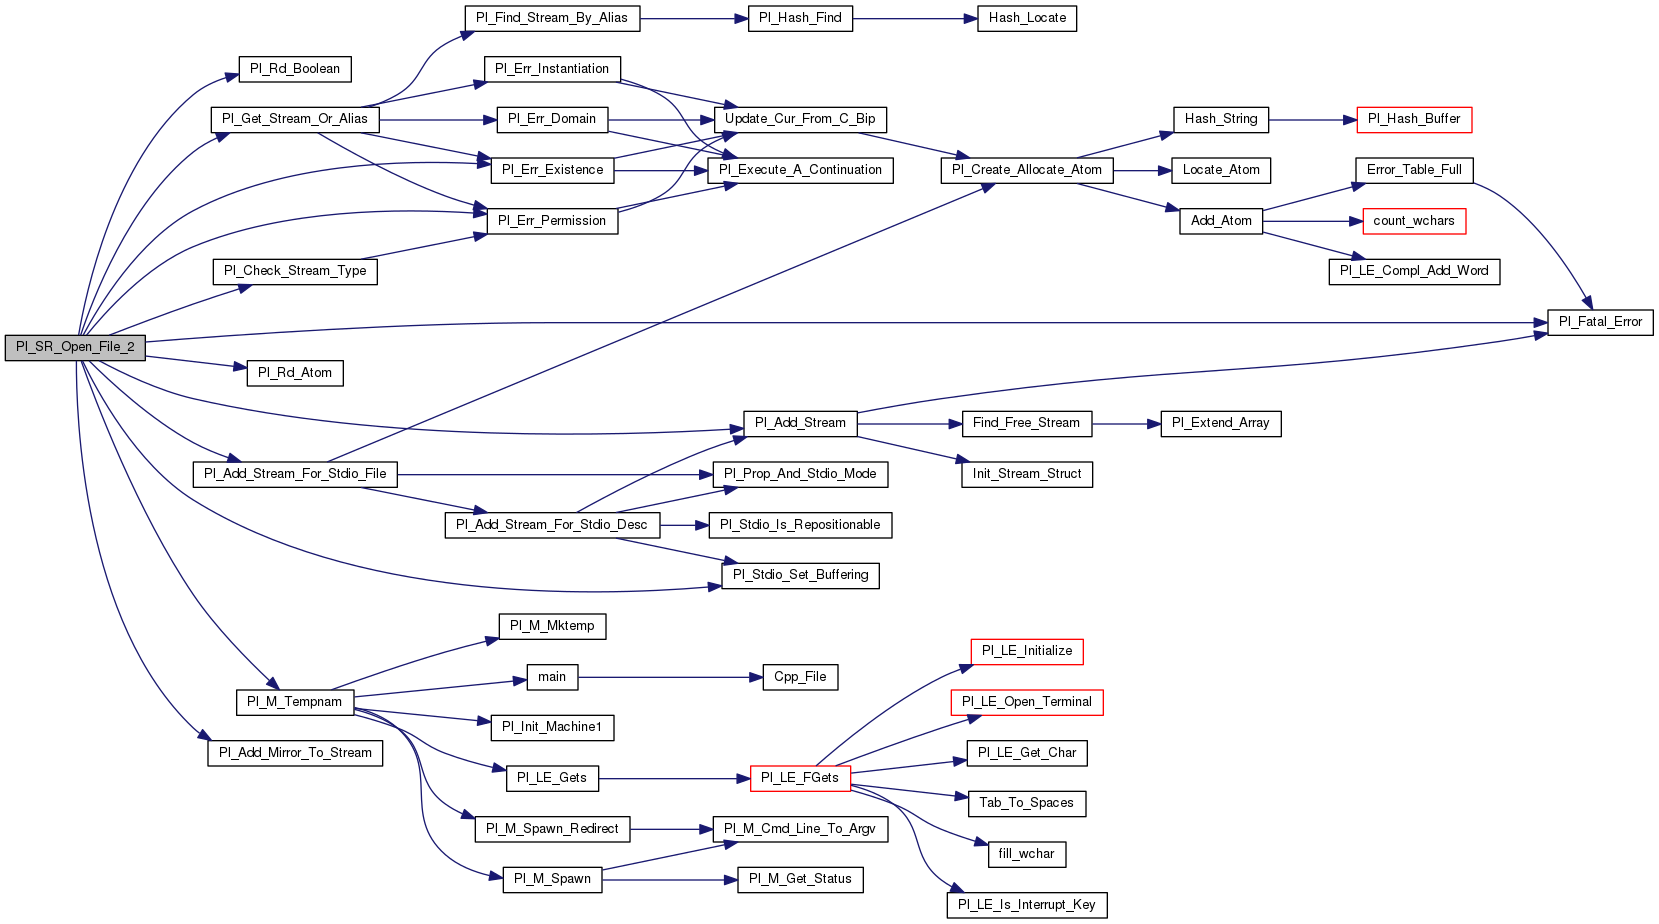 Pl_Find_Stream_By_Alias
Pl_Hash_Find
Hash_Locate
Pl_Rd_Boolean
Pl_Err_Instantiation
Pl_Get_Stream_Or_Alias
Pl_Err_Domain
Update_Cur_From_C_Bip
Hash_String
Pl_Hash_Buffer
Pl_Err_Existence
Pl_Execute_A_Continuation
Pl_Create_Allocate_Atom
Locate_Atom
Error_Table_Full
Pl_Err_Permission
Add_Atom
count_wchars
Pl_Check_Stream_Type
Pl_LE_Compl_Add_Word
Pl_SR_Open_File_2
Pl_Fatal_Error
Pl_Rd_Atom
Pl_Add_Stream
Find_Free_Stream
Pl_Extend_Array
Pl_Add_Stream_For_Stdio_File
Pl_Prop_And_Stdio_Mode
Init_Stream_Struct
Pl_Add_Stream_For_Stdio_Desc
Pl_Stdio_Is_Repositionable
Pl_Stdio_Set_Buffering
Pl_M_Mktemp
Pl_LE_Initialize
main
Cpp_File
Pl_M_Tempnam
Pl_LE_Open_Terminal
Pl_Init_Machine1
Pl_Add_Mirror_To_Stream
Pl_LE_Get_Char
Pl_LE_Gets
Pl_LE_FGets
Tab_To_Spaces
Pl_M_Spawn_Redirect
Pl_M_Cmd_Line_To_Argv
fill_wchar
Pl_M_Spawn
Pl_M_Get_Status
Pl_LE_Is_Interrupt_Key